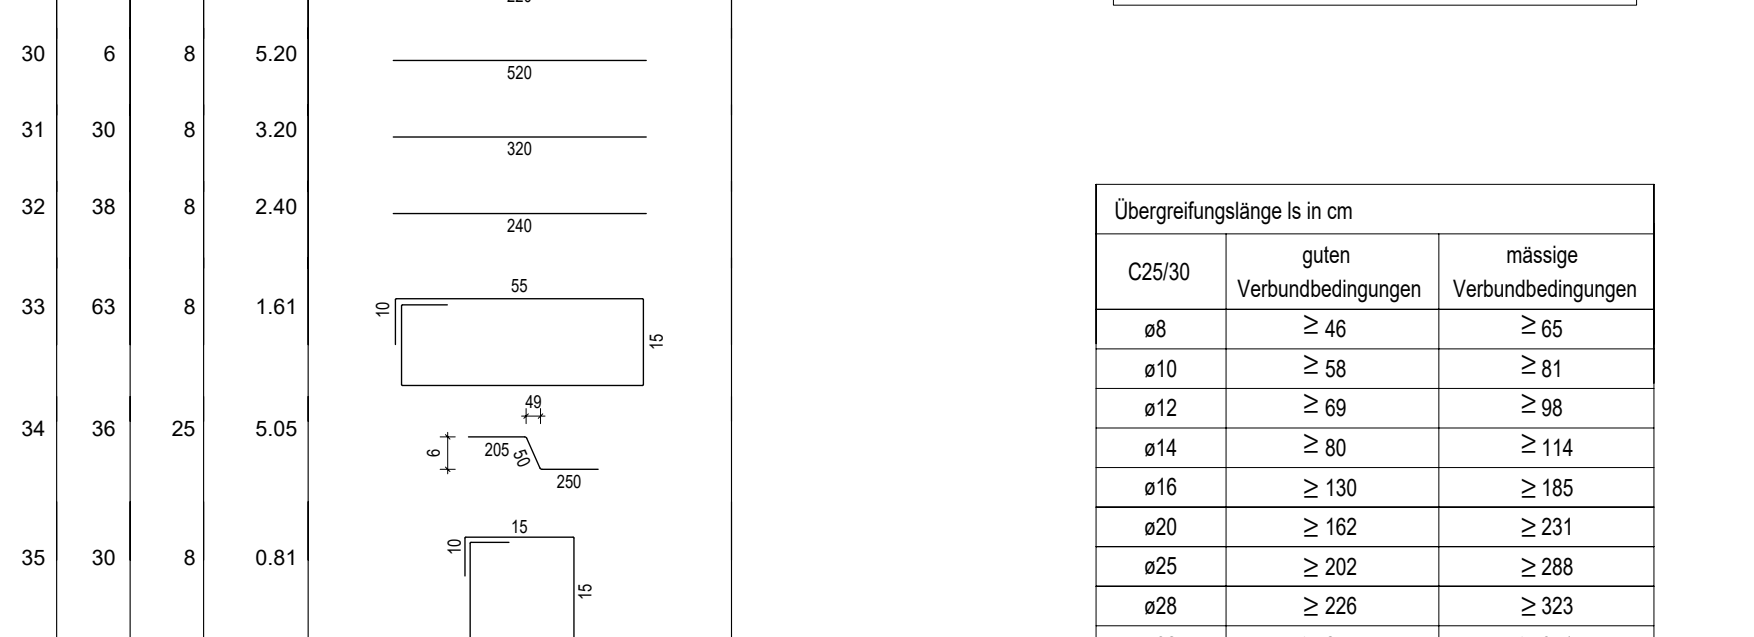 30 6 8 5.20
520
31 30 8 3.20
320
32 38 8 2.40
240
55
10
33 63 8 1.61
15
49
34 36 25 5.05
6
205 50
250
15
10
35 30 8 0.81
15
Übergreifungslänge ls in cm
C25/30
guten Verbundbedingungen
mässige Verbundbedingungen
ø8 ≥ 46 ≥ 65
ø10 ≥ 58 ≥ 81
ø12 ≥ 69 ≥ 98
ø14 ≥ 80 ≥ 114
ø16 ≥ 130 ≥ 185
ø20 ≥ 162 ≥ 231
ø25 ≥ 202 ≥ 288
ø28 ≥ 226 ≥ 323